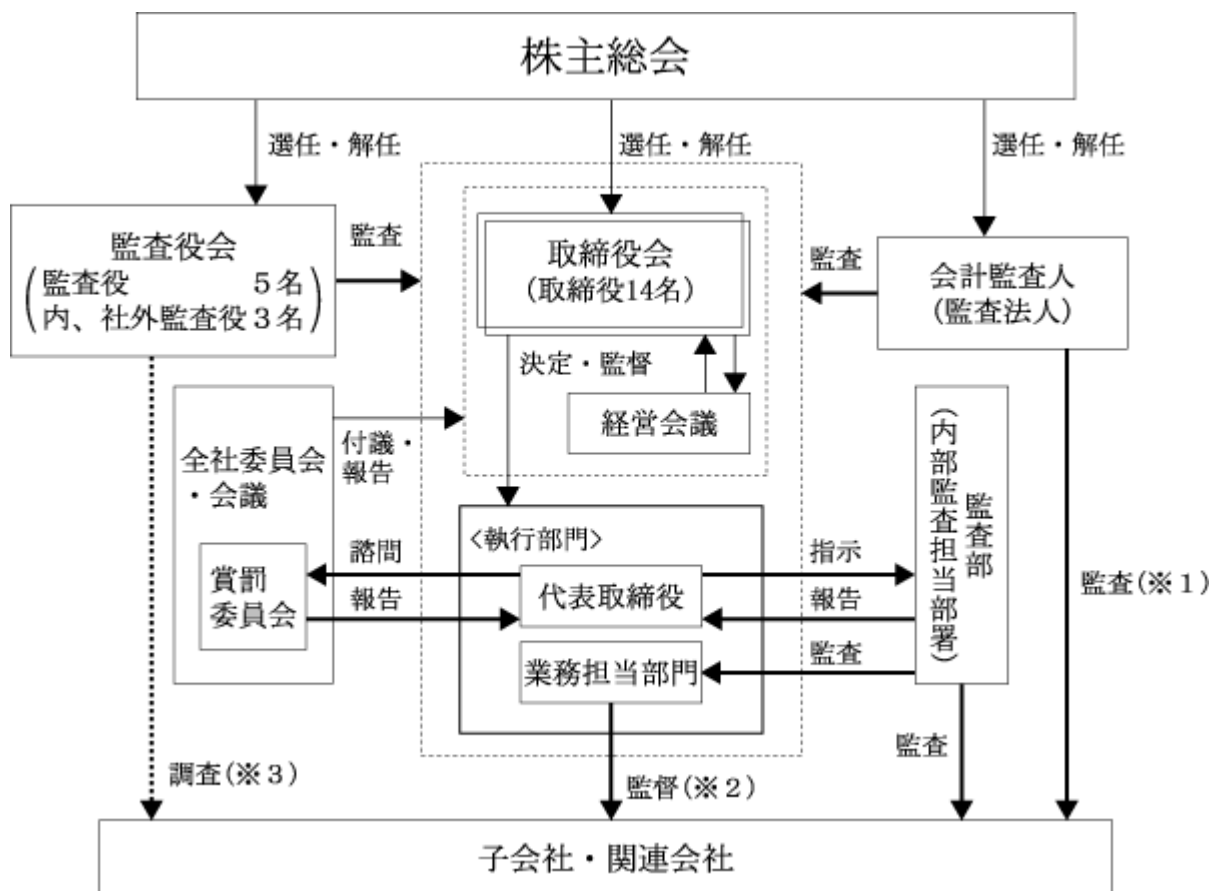 株主総会
選任・解任
選任・解任
選任・解任
監査役会
(監査役 5名
内、社外監査役3名)
監査
取締役会
(取締役14名)
監査
会計監査人
(監査法人)
決定・監督
経営会議
全社委員会
・会議
付議・
報告
<執行部門>
諮問
代表取締役
指示
賞罰
委員会
報告
報告
業務担当部門
監査
監査部
(内部監査担当部署)
監査(※1)
監査
調査(※3)
監督(※2)
子会社・関連会社